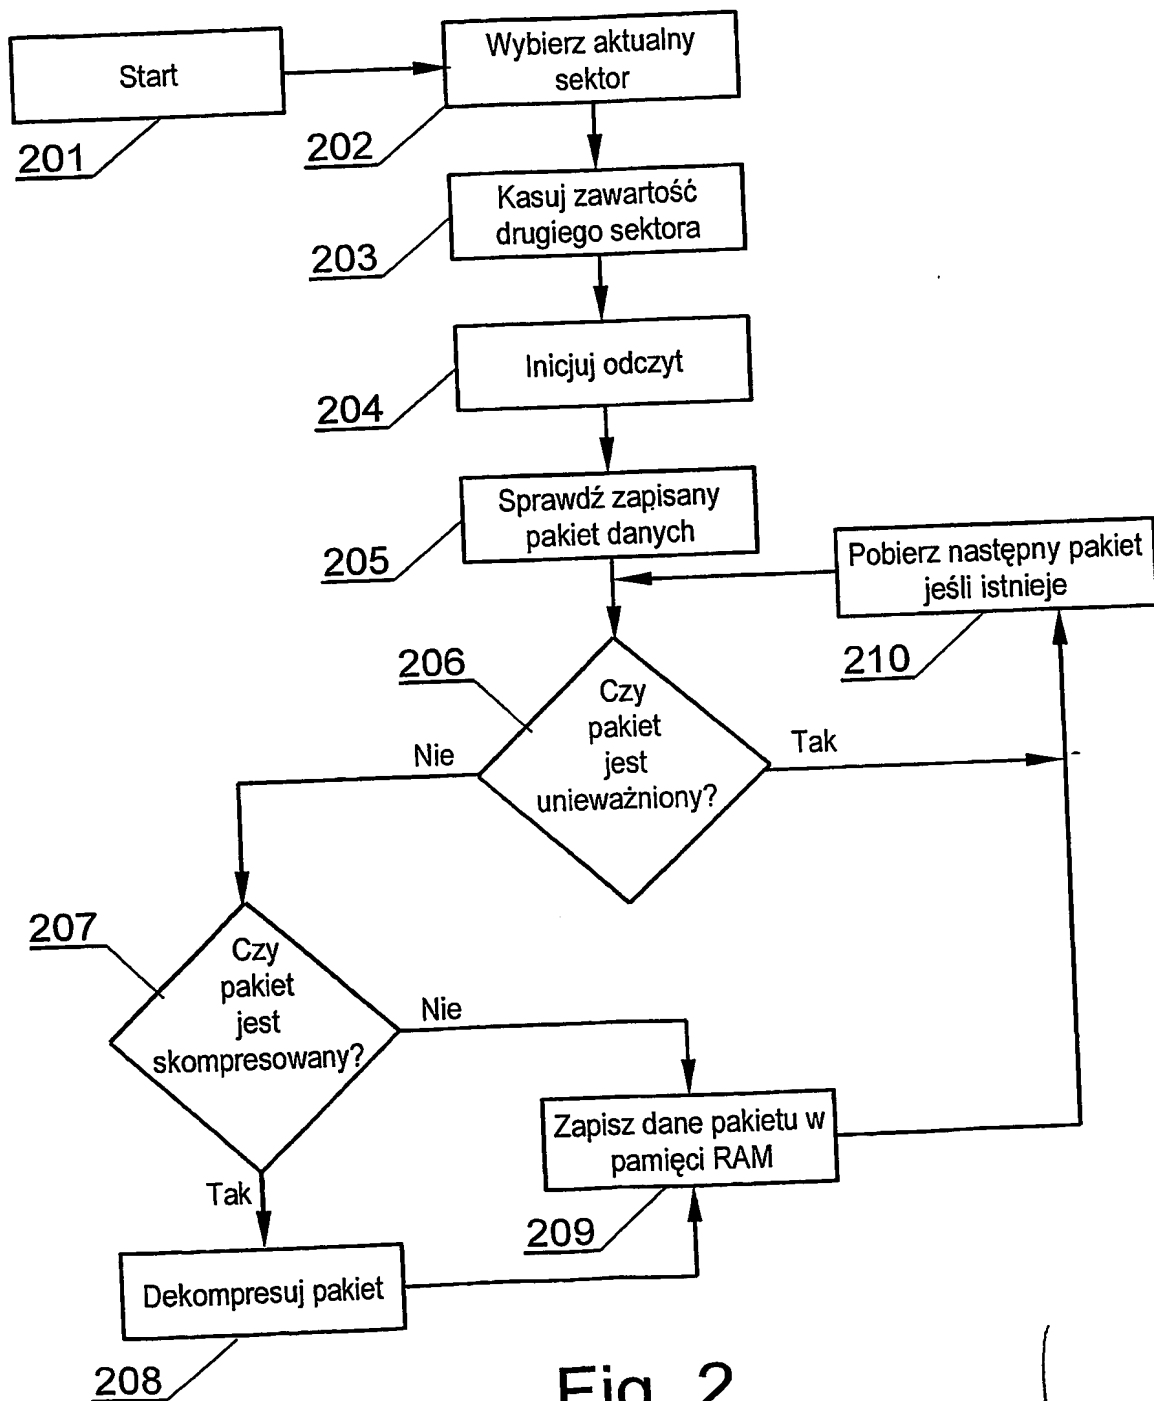 Start
201
Wybierz aktualny
sektor
202
Kasuj zawartość
drugiego sektora
203
Inicjuj odczyt
204
Sprawdź zapisany
pakiet danych
205
Pobierz następny pakiet
jeśli istnieje
210
206
Czy
pakiet
jest
unieważniony?
Nie
Tak
207
Czy
pakiet
jest
skompresowany?
Nie
Tak
Zapisz dane pakietu w
pamięci RAM
209
Dekompresuj pakiet
208
Fig. 2